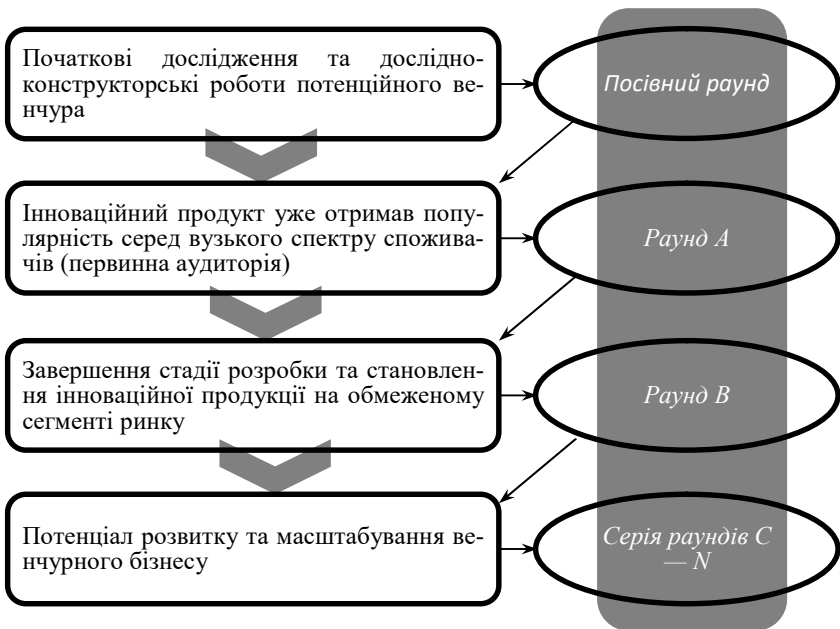 Початкові дослідження та дослідно-
конструкторські роботи потенційного ве-
нчура
Посівний раунд
Інноваційний продукт уже отримав попу-
лярність серед вузького спектру спожива-
чів (первинна аудиторія)
Раунд А
Завершення стадії розробки та становлен-
ня інноваційної продукції на обмеженому
сегменті ринку
Раунд В
Потенціал розвитку та масштабування ве-
нчурного бізнесу
Серія раундів С
— N